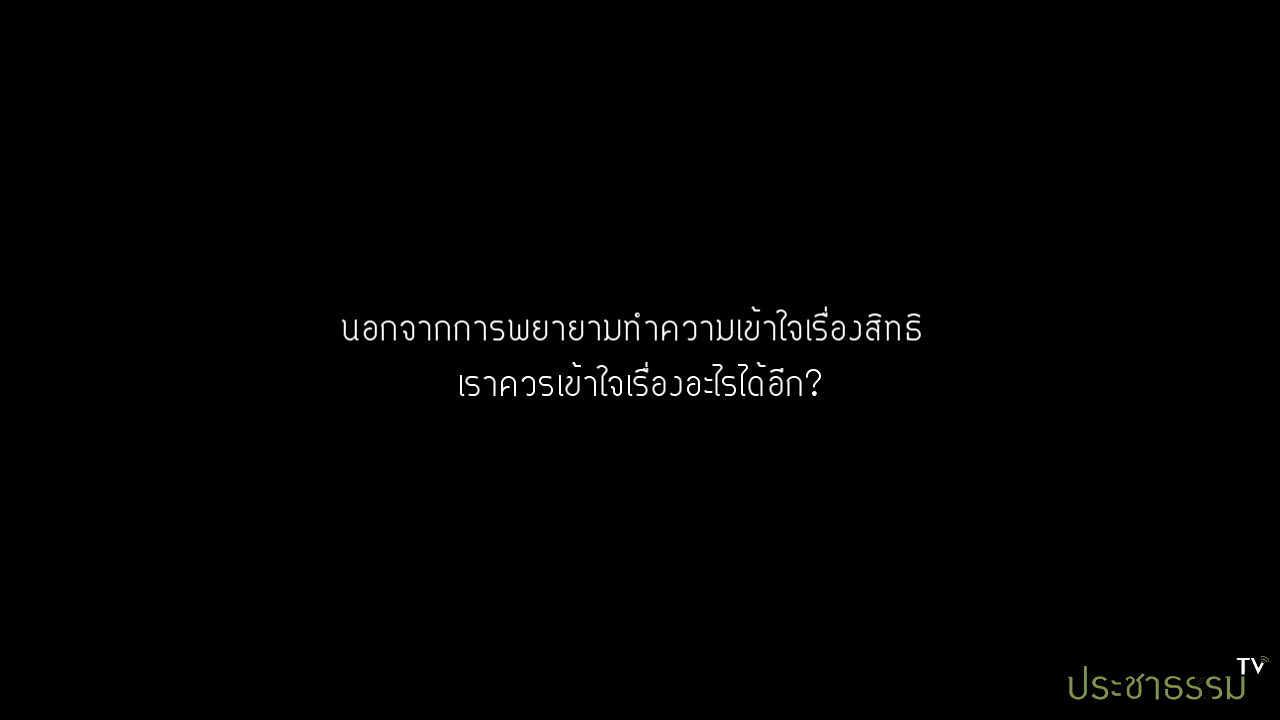 นอกจากการพยายามทำความเข้าใจเรื่องสิทธิ
เราควรเข้าใจเรื่องอะไรได้อีก?
ประชาธรรม TV